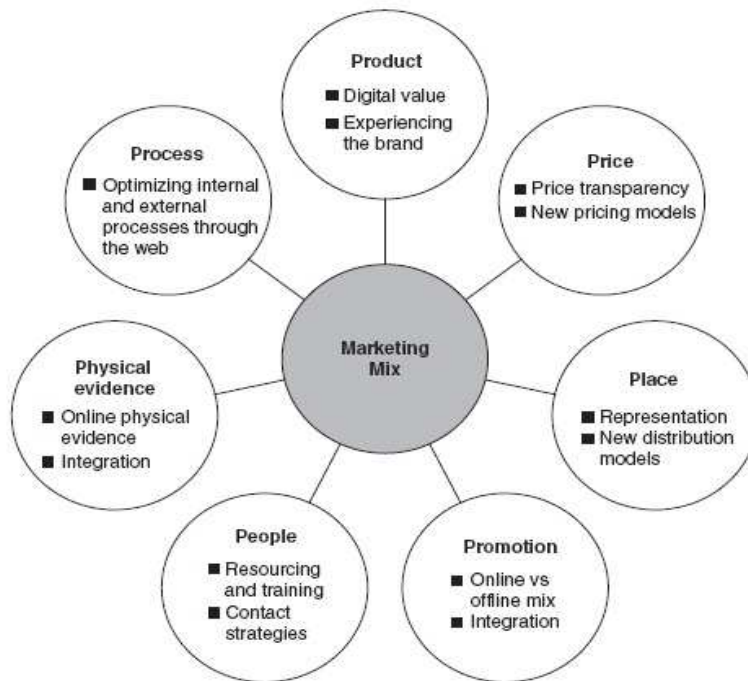 Product
■ Digital value
■ Experiencing
the brand
Price
■ Price transparency
■ New pricing models
Place
■ Representation
■ New distribution
models
Promotion
■ Online vs
offline mix
■ Integration
People
■ Resourcing
and training
■ Contact
strategies
Physical
evidence
■ Online physical
evidence
■ Integration
Process
■ Optimizing internal
and external
processes through
the web
Marketing
Mix